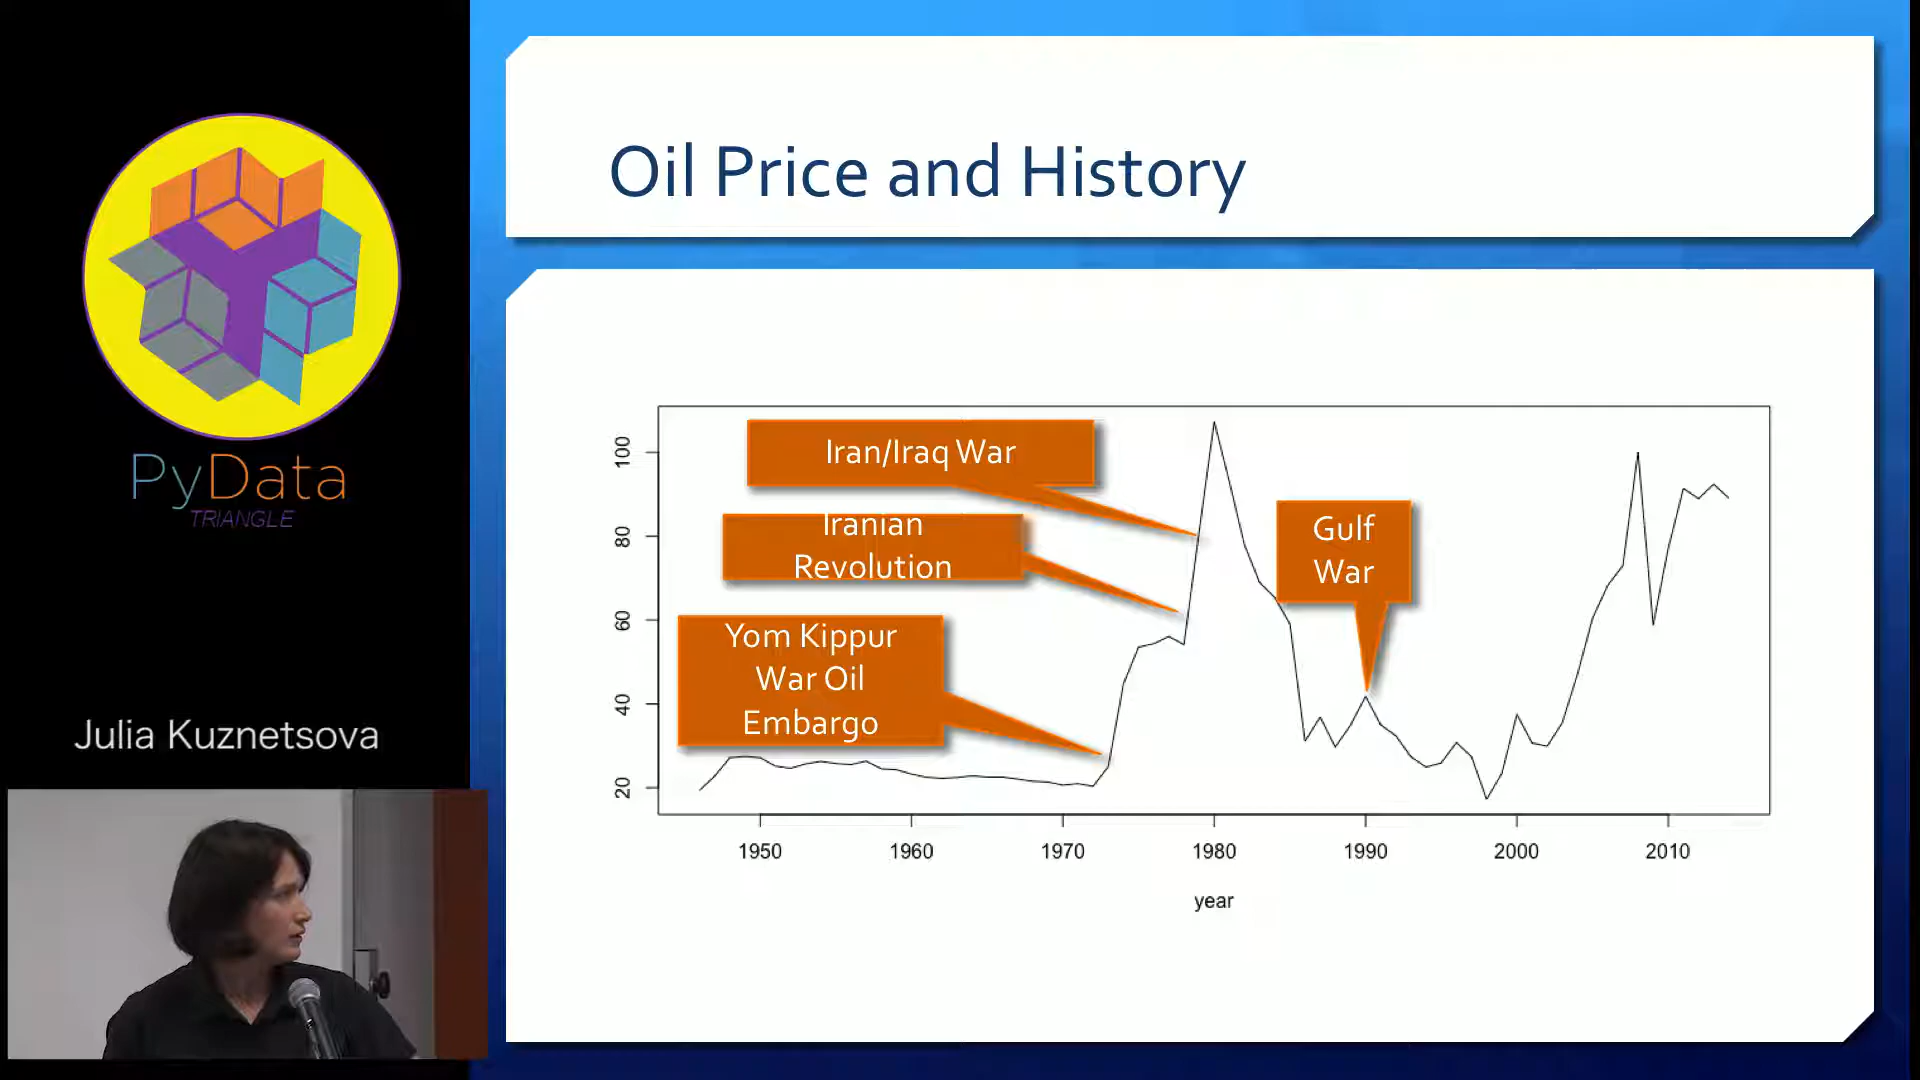 PyData
TRIANGLE
Julia Kuznetsova
Oil Price and History
Iran/Iraq War
Iranian
Revolution
Yom Kippur
War Oil
Embargo
Gulf
War
100
80
60
40
20
1950 1960 1970 1980 1990 2000 2010
year